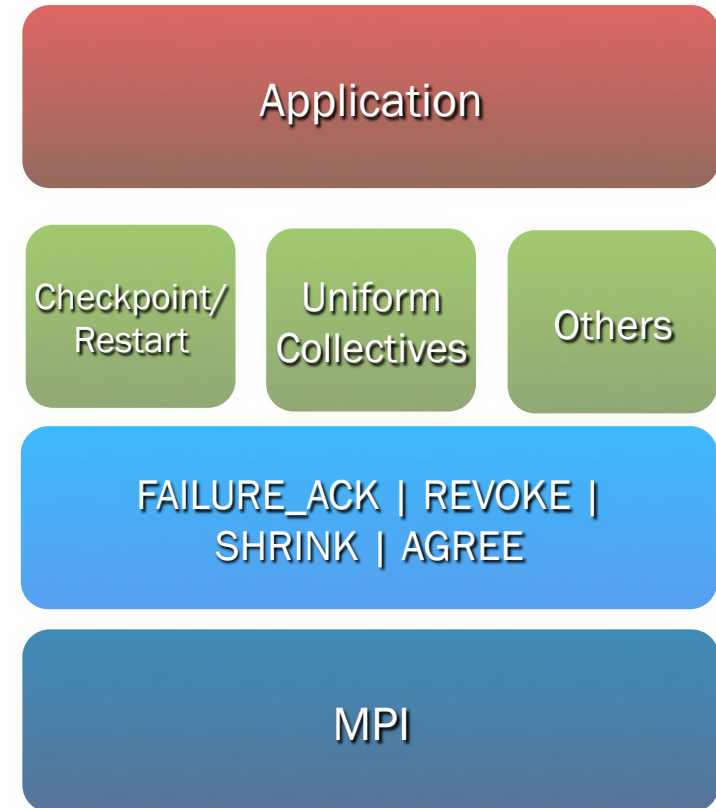 Application
Checkpoint/
Restart
Uniform
Collectives
Others
FAILURE_ACK | REVOKE |
SHRINK | AGREE
MPI